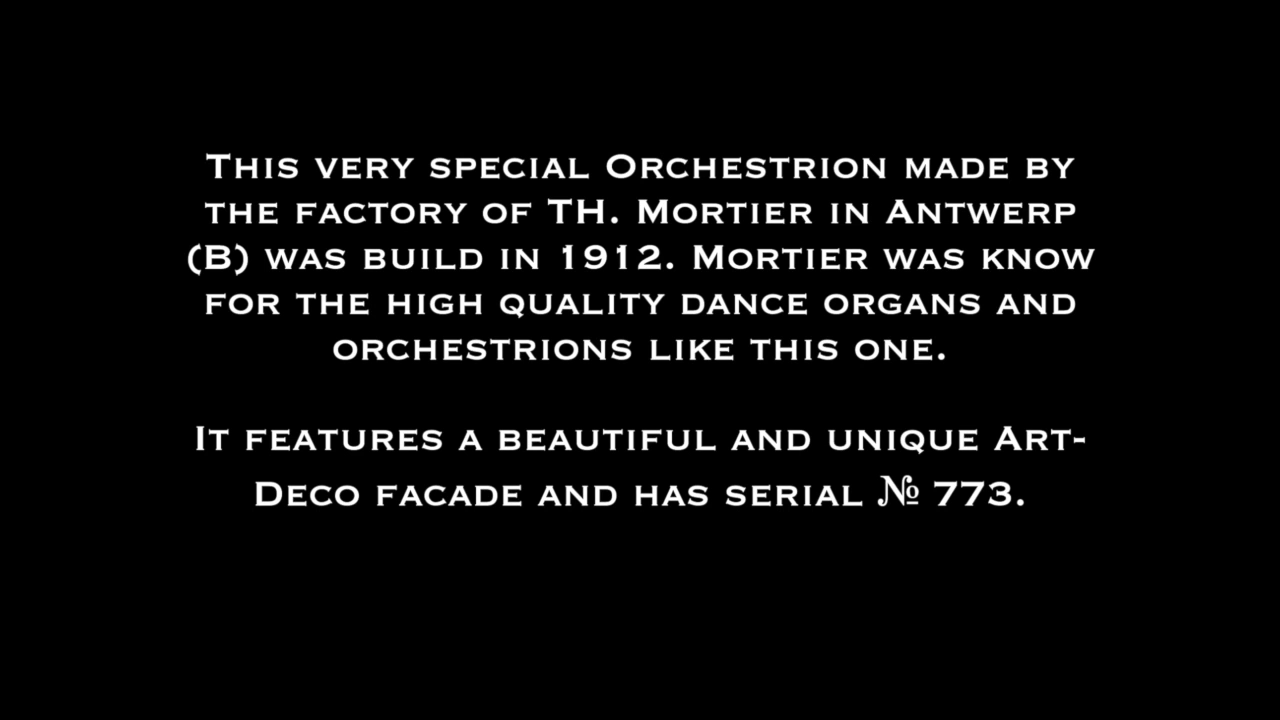 This very special Orchestrion made by
the factory of TH. Mortier in Antwerp
(B) was build in 1912. Mortier was know
for the high quality dance organs and
orchestrions like this one.
It features a beautiful and unique Art-
Deco facade and has serial № 773.